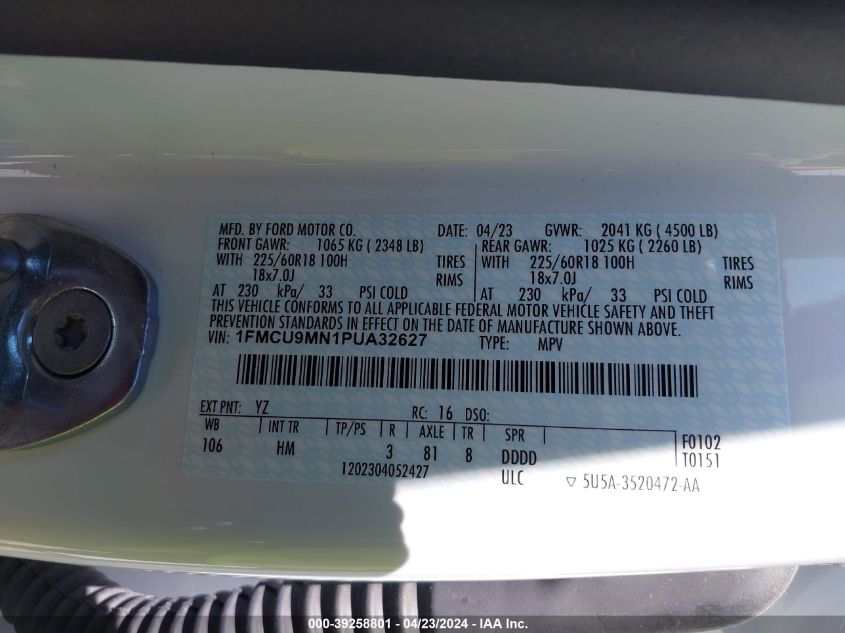 MFD. BY FORD MOTOR CO. DATE: 04/23 GVWR: 2041 KG ( 4500 LB)
FRONT GAWR: 1065 KG ( 2348 LB) REAR GAWR: 1025 KG ( 2260 LB)
WITH 225/60R18 100H TIRES WITH 225/60R18 100H TIRES
18x7.0J RIMS 18x7.0J RIMS
AT 230 kPa/ 33 PSI COLD AT 230 kPa/ 33 PSI COLD
THIS VEHICLE CONFORMS TO ALL APPLICABLE FEDERAL MOTOR VEHICLE SAFETY AND THEFT
PREVENTION STANDARDS IN EFFECT ON THE DATE OF MANUFACTURE SHOWN ABOVE.
VIN: 1FMCU9MN1PUA32627 TYPE: MPV
EXT PNT: YZ RC: 16 DSO:
WB INT TR TP/PS R AXLE TR SPR F0102
106 HM 3 81 8 DDDD T0151
1202304052427 ULC ▽ 5U5A-3520472-AA
000-39258801 - 04/23/2024 - IAA Inc.